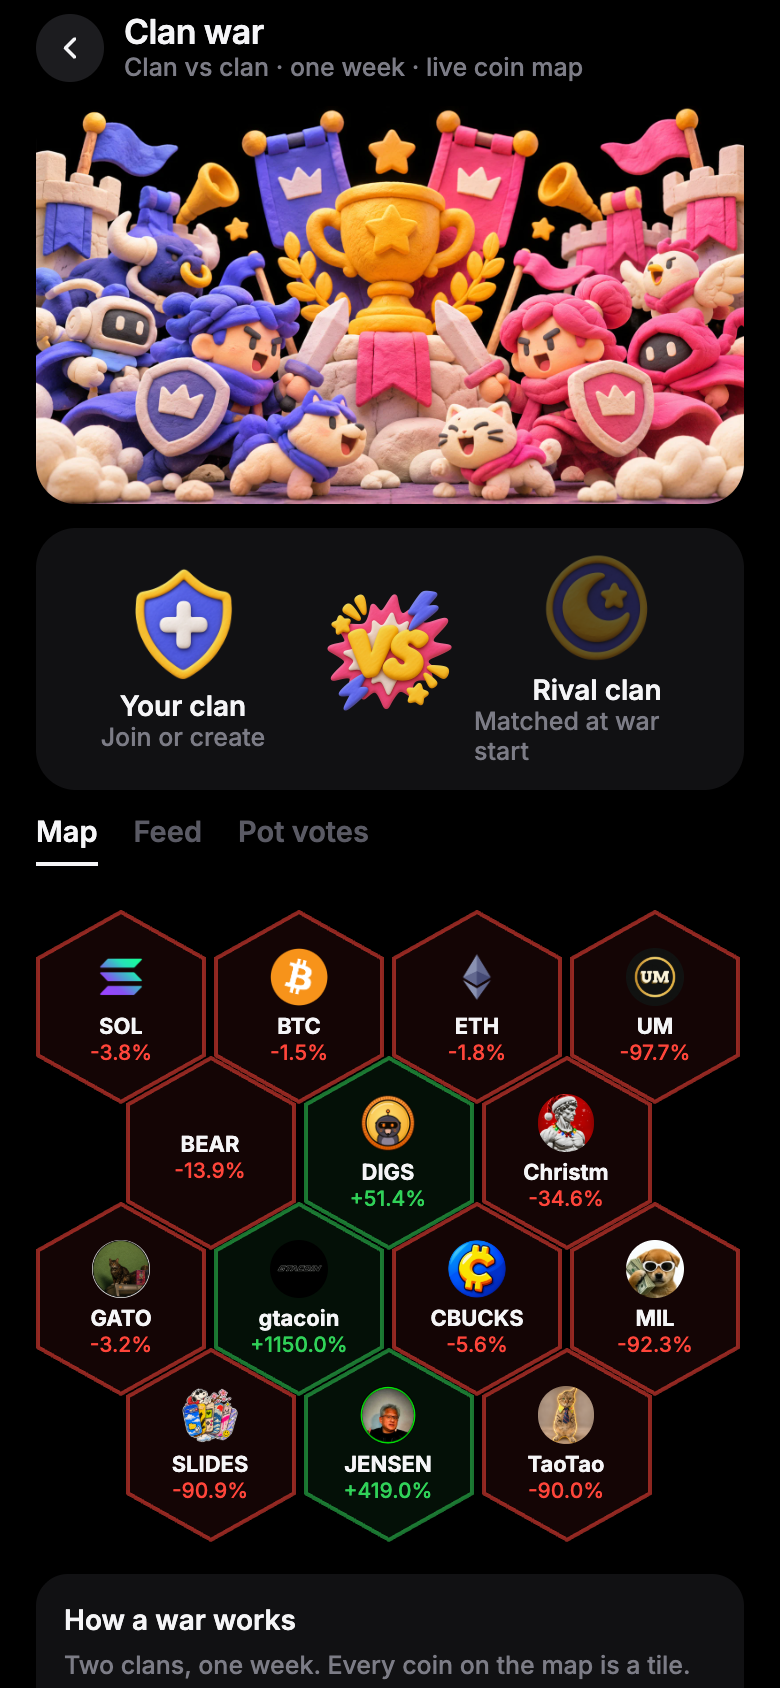 Clan war
Clan vs clan · one week · live coin map
Your clan
Join or create
VS
Rival clan
Matched at war
start
Map Feed Pot votes
SOL
-3.8%
BTC
-1.5%
ETH
-1.8%
UM
UM
-97.7%
BEAR
-13.9%
DIGS
+51.4%
Christm
-34.6%
GATO
-3.2%
GTACOIN
gtacoin
+1150.0%
CBUCKS
-5.6%
MIL
-92.3%
SLIDES
-90.9%
JENSEN
+419.0%
TaoTao
-90.0%
How a war works
Two clans, one week. Every coin on the map is a tile.